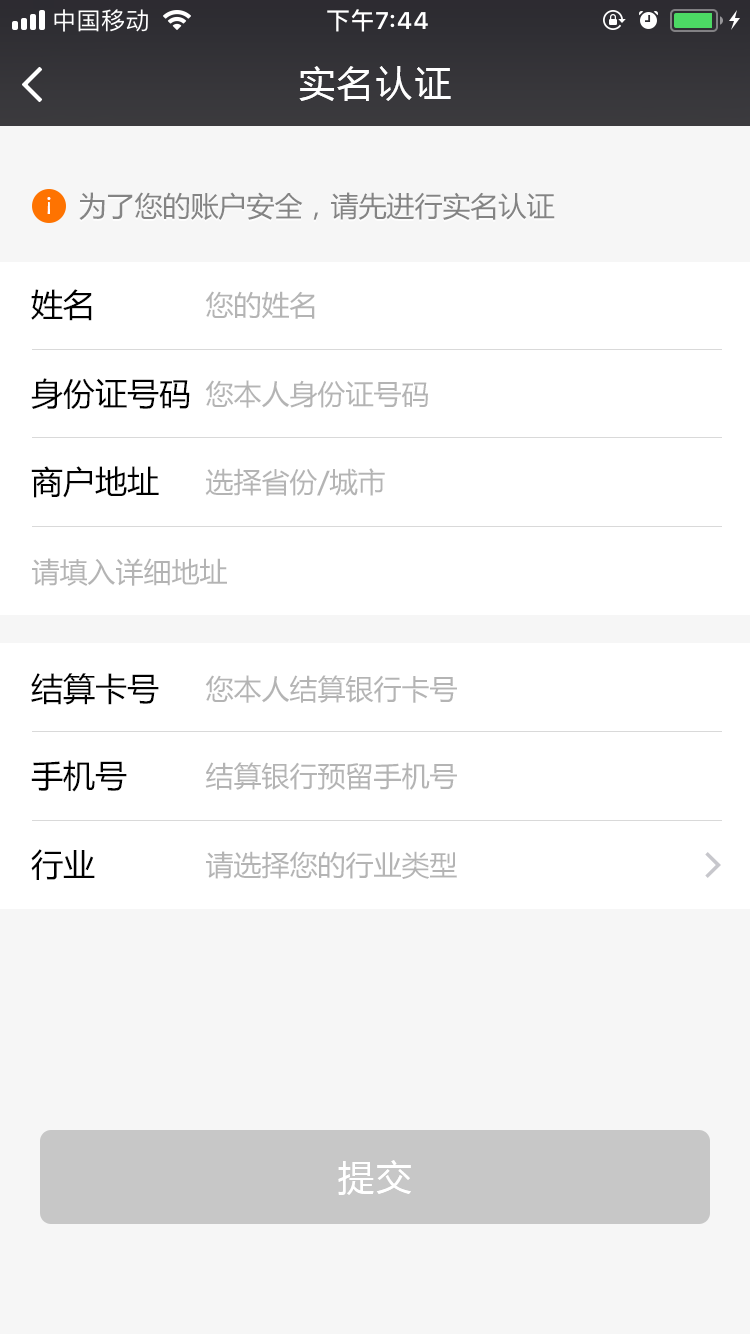 中国移动 下午7:44
实名认证
为了您的账户安全，请先进行实名认证
姓名 您的姓名
身份证号码 您本人身份证号码
商户地址 选择省份/城市
请填入详细地址
结算卡号 您本人结算银行卡号
手机号 结算银行预留手机号
行业 请选择您的行业类型
提交